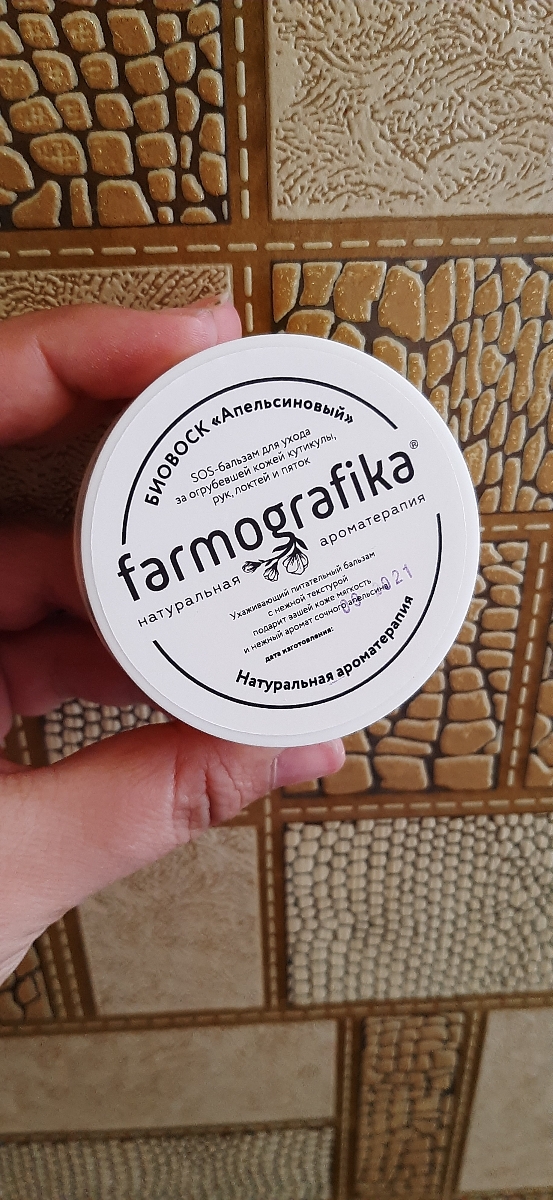 БИОВОСК «Апельсиновый»
SOS-бальзам для ухода
за огрубевшей кожей кутикулы,
рук, локтей и пяток
farmografika®
натуральная ароматерапия
Ухаживающий питательный бальзам
с нежной текстурой
подарит вашей коже мягкость
и нежный аромат сочного апельсина
дата изготовления:
Натуральная ароматерапия